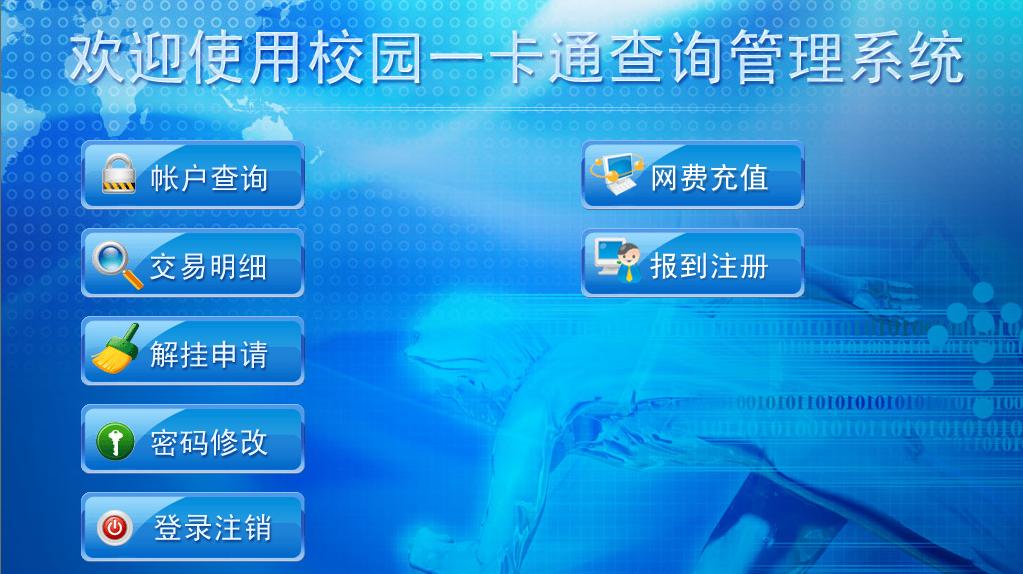 欢迎使用校园一卡通查询管理系统
帐户查询
交易明细
解挂申请
密码修改
登录注销
网费充值
报到注册